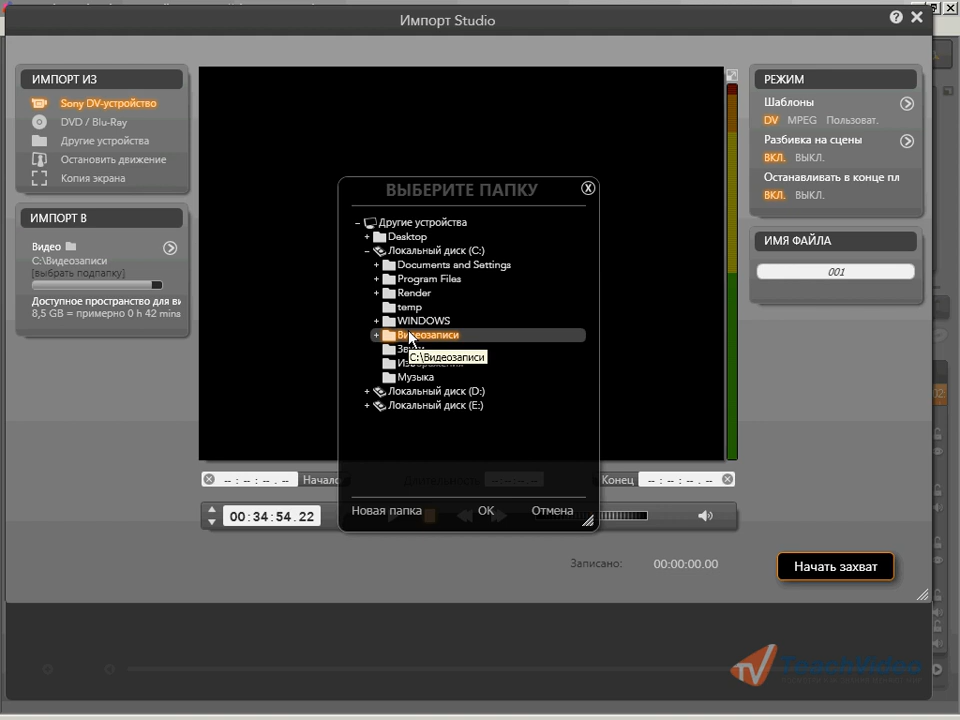 Импорт Studio
ИМПОРТ ИЗ
Sony DV-устройство
DVD / Blu-Ray
Другие устройства
Остановить движение
Копия экрана
ИМПОРТ В
Видео
C:\Видеозаписи
[выбрать подпапку]
Доступное пространство для ви
8,5 GB = примерно 0 h 42 mins
ВЫБЕРИТЕ ПАПКУ
Другие устройства
Desktop
Локальный диск (C:)
Documents and Settings
Program Files
Render
temp
WINDOWS
Видеозаписи
C:\Видеозаписи
Музыка
Локальный диск (D:)
Локальный диск (E:)
Новая папка
OK
Отмена
РЕЖИМ
Шаблоны
DV MPEG Пользоват.
Разбивка на сцены
ВКЛ. ВЫКЛ.
Останавливать в конце пл
ВКЛ. ВЫКЛ.
ИМЯ ФАЙЛА
001
-- : -- : -- . -- Начало
Длительность -- : -- : -- . --
Конец -- : -- : -- . --
00:34:54.22
Записано: 00:00:00.00
Начать захват
TV TeachVideo